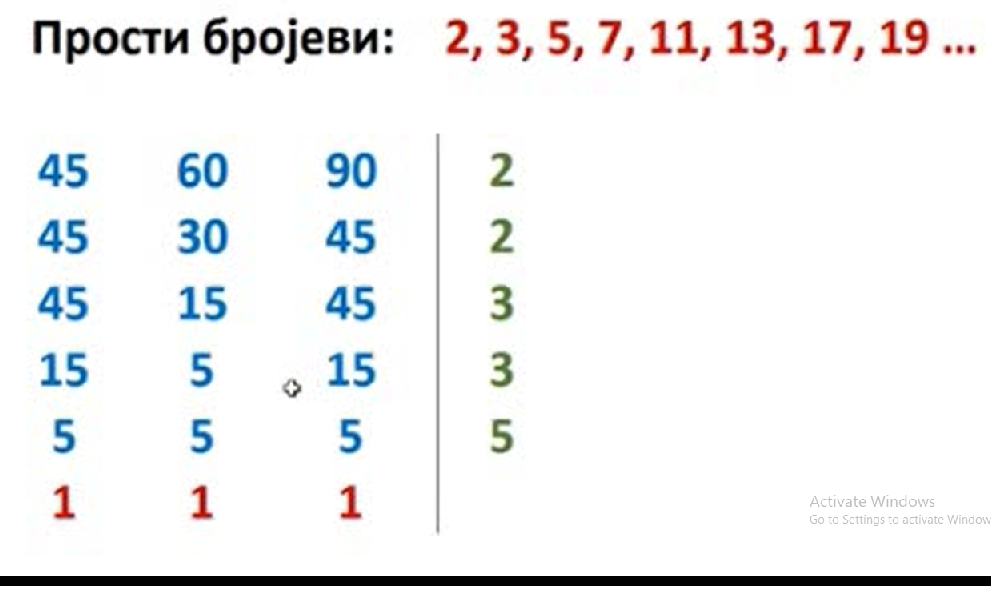 Прости бројеви: 2, 3, 5, 7, 11, 13, 17, 19 ...
45 60 90 2
45 30 45 2
45 15 45 3
15 5 15 3
5 5 5 5
1 1 1
Activate Windows
Go to Settings to activate Window